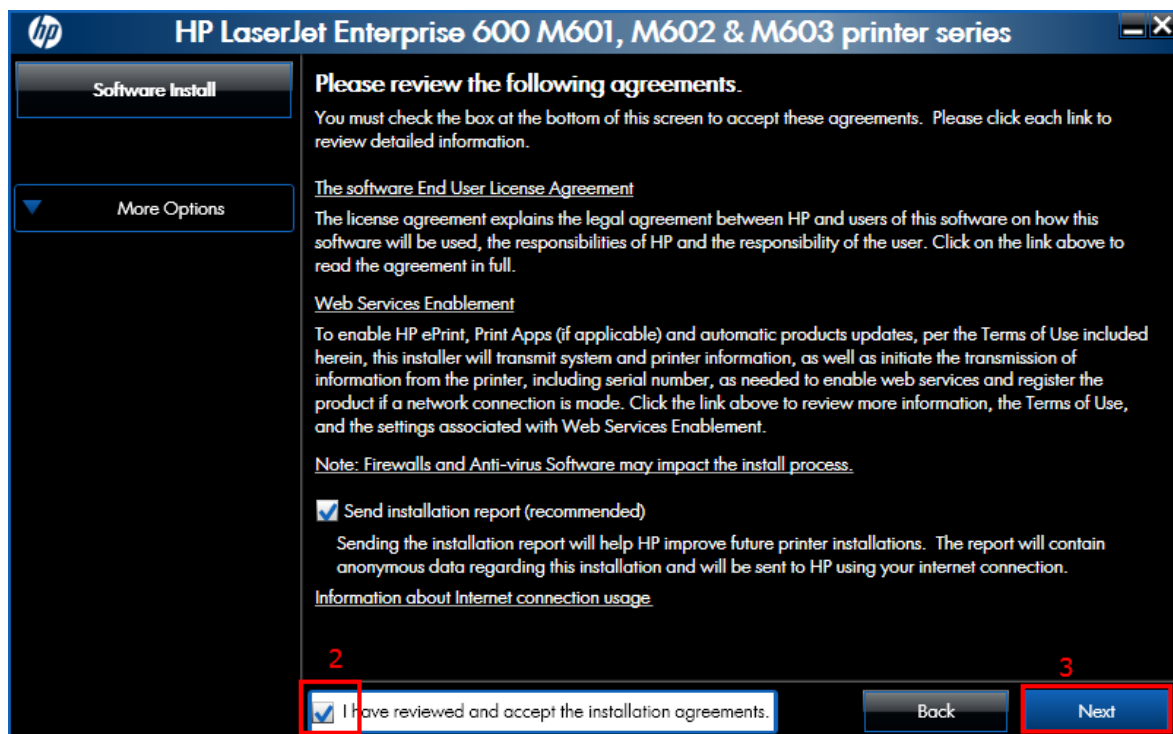 hp
HP LaserJet Enterprise 600 M601, M602 & M603 printer series
Software Install
More Options
Please review the following agreements.
You must check the box at the bottom of this screen to accept these agreements.  Please click each link to
review detailed information.
The software End User License Agreement
The license agreement explains the legal agreement between HP and users of this software on how this
software will be used, the responsibilities of HP and the responsibility of the user. Click on the link above to
read the agreement in full.
Web Services Enablement
To enable HP ePrint, Print Apps (if applicable) and automatic products updates, per the Terms of Use included
herein, this installer will transmit system and printer information, as well as initiate the transmission of
information from the printer, including serial number, as needed to enable web services and register the
product if a network connection is made. Click the link above to review more information, the Terms of Use,
and the settings associated with Web Services Enablement.
Note: Firewalls and Anti-virus Software may impact the install process.
Send installation report (recommended)
Sending the installation report will help HP improve future printer installations.  The report will contain
anonymous data regarding this installation and will be sent to HP using your internet connection.
Information about Internet connection usage
2
3
I have reviewed and accept the installation agreements.
Back
Next